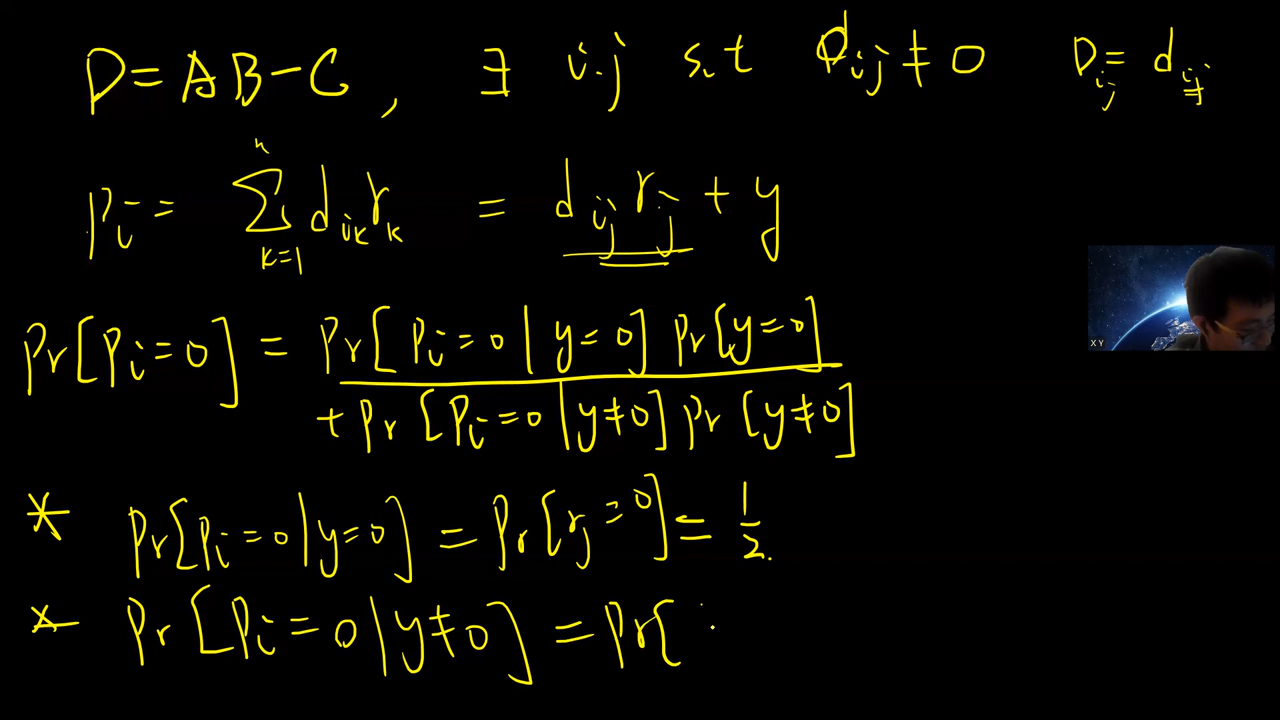 D = AB - C , ∃ i.j s.t D_ij ≠ 0 D_ij = d_ij
P_i = ∑_{k=1}^{n} d_ik r_k = d_ij r_j + y
Pr[P_i = 0] = Pr[P_i = 0 | y = 0] Pr[y = 0]
+ Pr[P_i = 0 | y ≠ 0] Pr[y ≠ 0]
* Pr[P_i = 0 | y = 0] = Pr[r_j = 0] = 1/2.
* Pr[P_i = 0 | y ≠ 0] = Pr[
X Y